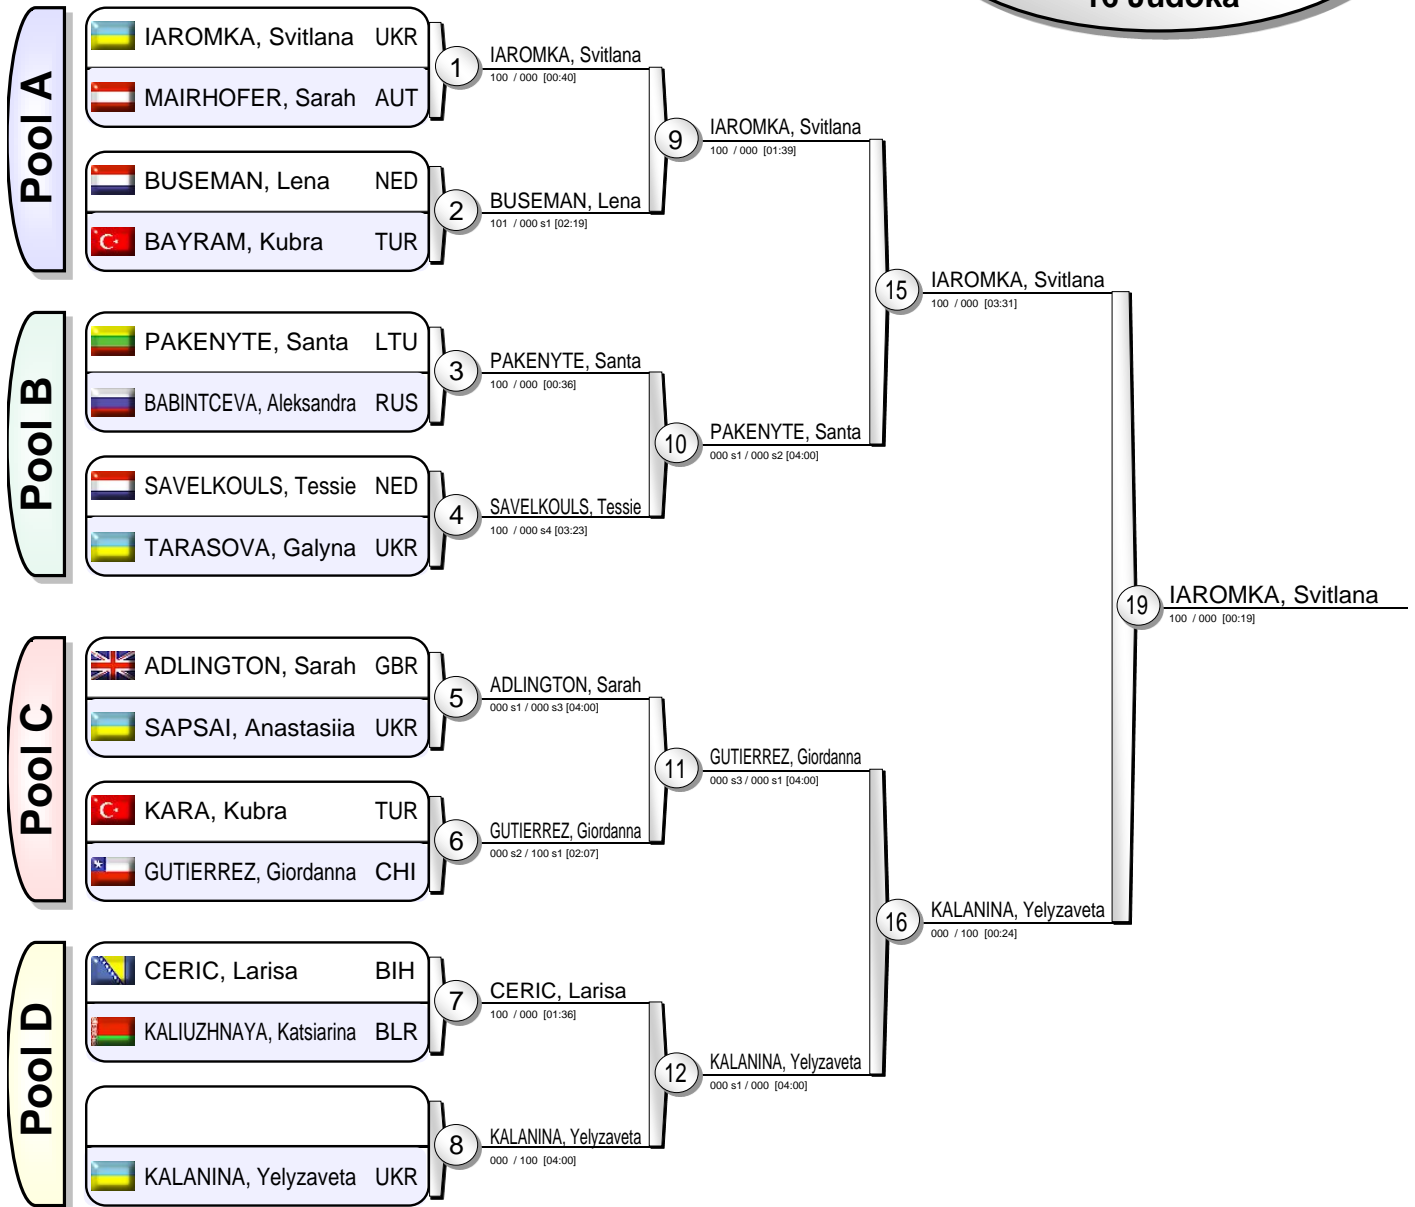 16 Judoka
Pool A
IAROMKA, Svitlana UKR
MAIRHOFER, Sarah AUT
BUSEMAN, Lena NED
BAYRAM, Kubra TUR
Pool B
PAKENYTE, Santa LTU
BABINTCEVA, Aleksandra RUS
SAVELKOULS, Tessie NED
TARASOVA, Galyna UKR
Pool C
ADLINGTON, Sarah GBR
SAPSAI, Anastasiia UKR
KARA, Kubra TUR
GUTIERREZ, Giordanna CHI
Pool D
CERIC, Larisa BIH
KALIUZHNAYA, Katsiarina BLR
KALANINA, Yelyzaveta UKR
1
IAROMKA, Svitlana
100 / 000 [00:40]
2
BUSEMAN, Lena
101 / 000 s1 [02:19]
3
PAKENYTE, Santa
100 / 000 [00:36]
4
SAVELKOULS, Tessie
100 / 000 s4 [03:23]
5
ADLINGTON, Sarah
000 s1 / 000 s3 [04:00]
6
GUTIERREZ, Giordanna
000 s2 / 100 s1 [02:07]
7
CERIC, Larisa
100 / 000 [01:36]
8
KALANINA, Yelyzaveta
000 / 100 [04:00]
9
IAROMKA, Svitlana
100 / 000 [01:39]
10
PAKENYTE, Santa
000 s1 / 000 s2 [04:00]
11
GUTIERREZ, Giordanna
000 s3 / 000 s1 [04:00]
12
KALANINA, Yelyzaveta
000 s1 / 000 [04:00]
15
IAROMKA, Svitlana
100 / 000 [03:31]
16
KALANINA, Yelyzaveta
000 / 100 [00:24]
19
IAROMKA, Svitlana
100 / 000 [00:19]